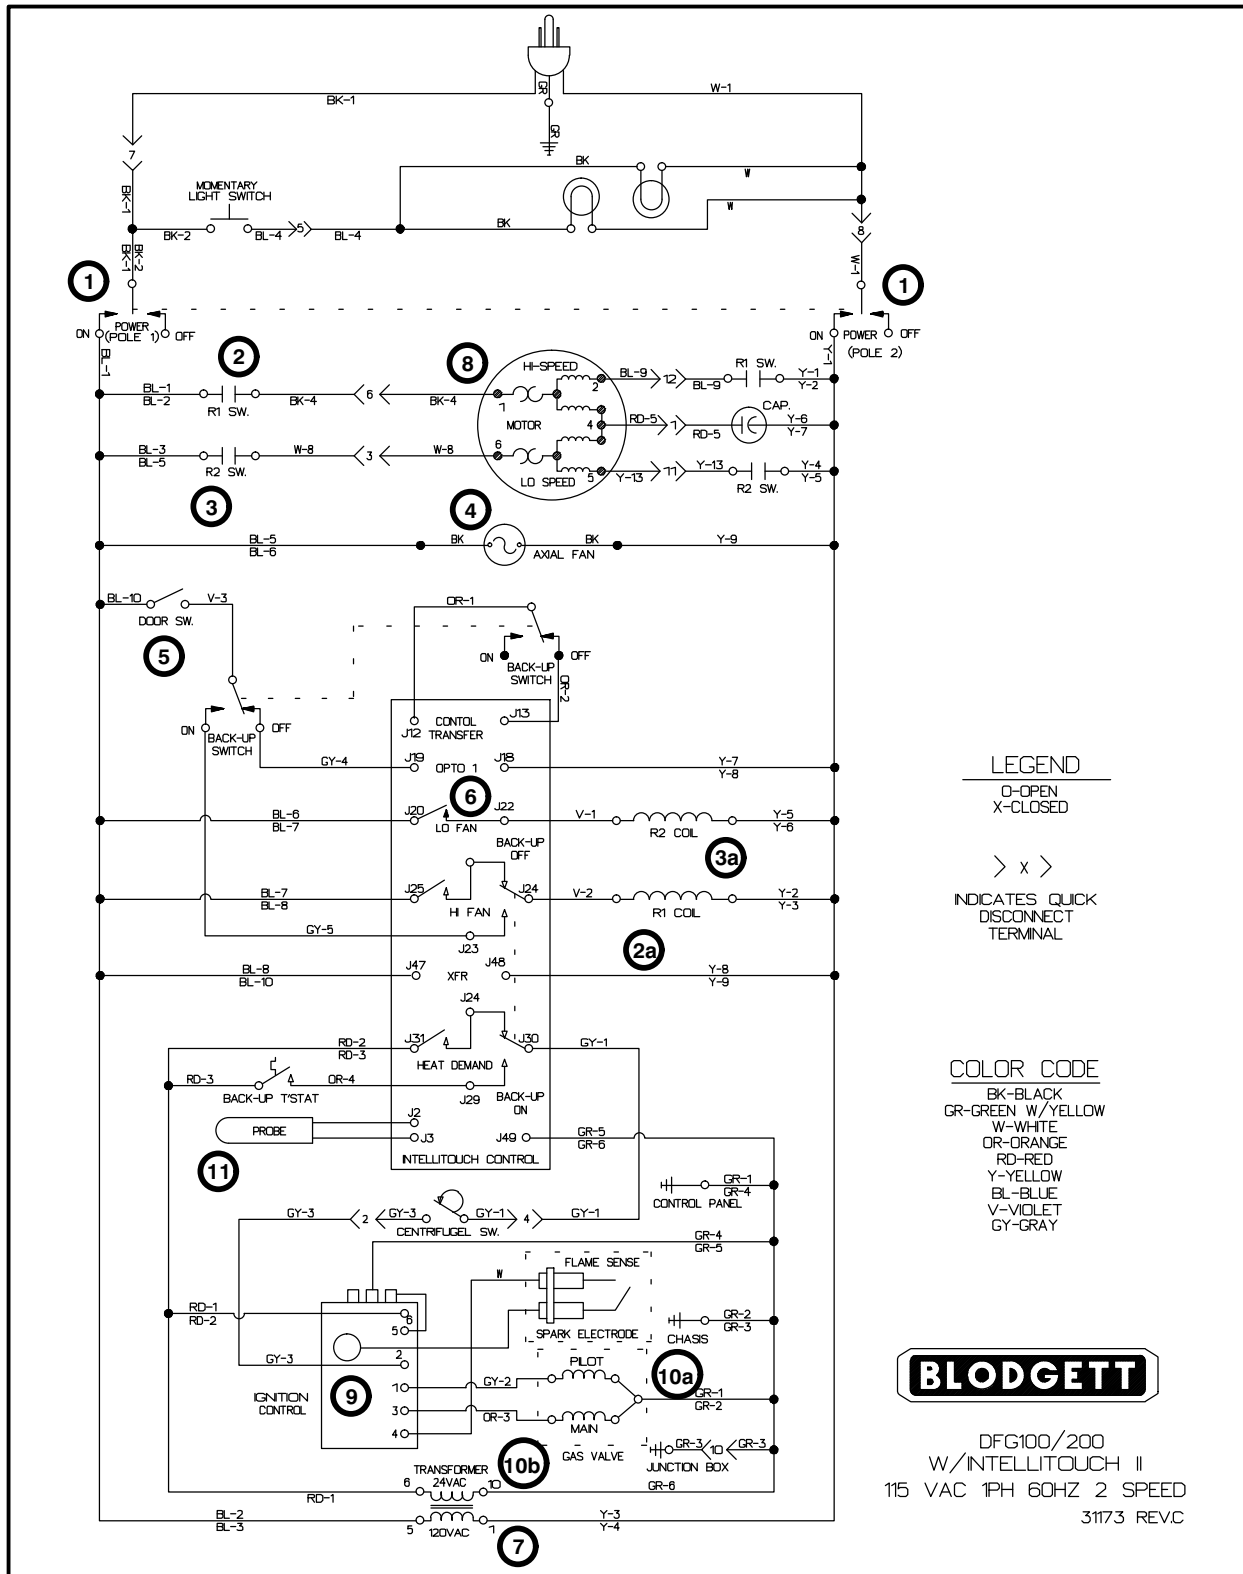 GR
BK-1
W-1
GR
7
BK
W
MOMENTARY
LIGHT SWITCH
BK-1
W
BK-2
BL-4
5
BL-4
BK
8
BK-1
BK-2
W-1
1
1
ON
POWER
(POLE 1)
OFF
ON
POWER
OFF
(POLE 2)
BL-1
Y-1
2
8
HI-SPEED
BL-9
12
BL-9
R1 SW.
Y-1
Y-2
BL-1
BL-2
R1 SW.
BK-4
6
BK-4
1
2
MOTOR
4
RD-5
1
RD-5
CAP.
Y-6
Y-7
BL-3
BL-5
R2 SW.
W-8
3
W-8
6
5
LO SPEED
Y-13
11
Y-13
R2 SW.
Y-4
Y-5
3
4
BL-5
BL-6
BK
BK
AXIAL FAN
Y-9
BL-10
V-3
DOOR SW.
OR-1
5
ON
OFF
BACK-UP
SWITCH
OR-2
ON
OFF
BACK-UP
SWITCH
J12
CONTOL
TRANSFER
J13
GY-4
J19
OPTO 1
J18
Y-7
Y-8
6
BL-6
BL-7
J20
LO FAN
J22
V-1
R2 COIL
Y-5
Y-6
BACK-UP
OFF
3a
BL-7
BL-8
J25
HI FAN
J24
V-2
R1 COIL
Y-2
Y-3
GY-5
J23
2a
BL-8
BL-10
J47
XFR
J48
Y-8
Y-9
J24
RD-2
RD-3
J31
HEAT DEMAND
J30
GY-1
RD-3
BACK-UP T'STAT
OR-4
J29
BACK-UP
ON
PROBE
J2
J3
J49
GR-5
GR-6
INTELLITOUCH CONTROL
11
CONTROL PANEL
GR-1
GR-4
GY-3
2
GY-3
CENTRIFUGEL SW.
GY-1
4
GY-1
GR-4
GR-5
W
FLAME SENSE
RD-1
RD-2
6
5
SPARK ELECTRODE
CHASIS
GR-2
GR-3
GY-3
2
PILOT
10a
IGNITION
CONTROL
9
1
GY-2
GR-1
GR-2
3
OR-3
MAIN
4
GAS VALVE
JUNCTION BOX
GR-3
10
GR-3
TRANSFORMER
24VAC
10b
6
10
RD-1
GR-6
BL-2
BL-3
5
120VAC
1
Y-3
Y-4
7
LEGEND
O-OPEN
X-CLOSED
X
INDICATES QUICK
DISCONNECT
TERMINAL
COLOR CODE
BK-BLACK
GR-GREEN W/YELLOW
W-WHITE
OR-ORANGE
RD-RED
Y-YELLOW
BL-BLUE
V-VIOLET
GY-GRAY
BLODGETT
DFG100/200
W/INTELLITOUCH II
115 VAC 1PH 60HZ 2 SPEED
31173 REV.C